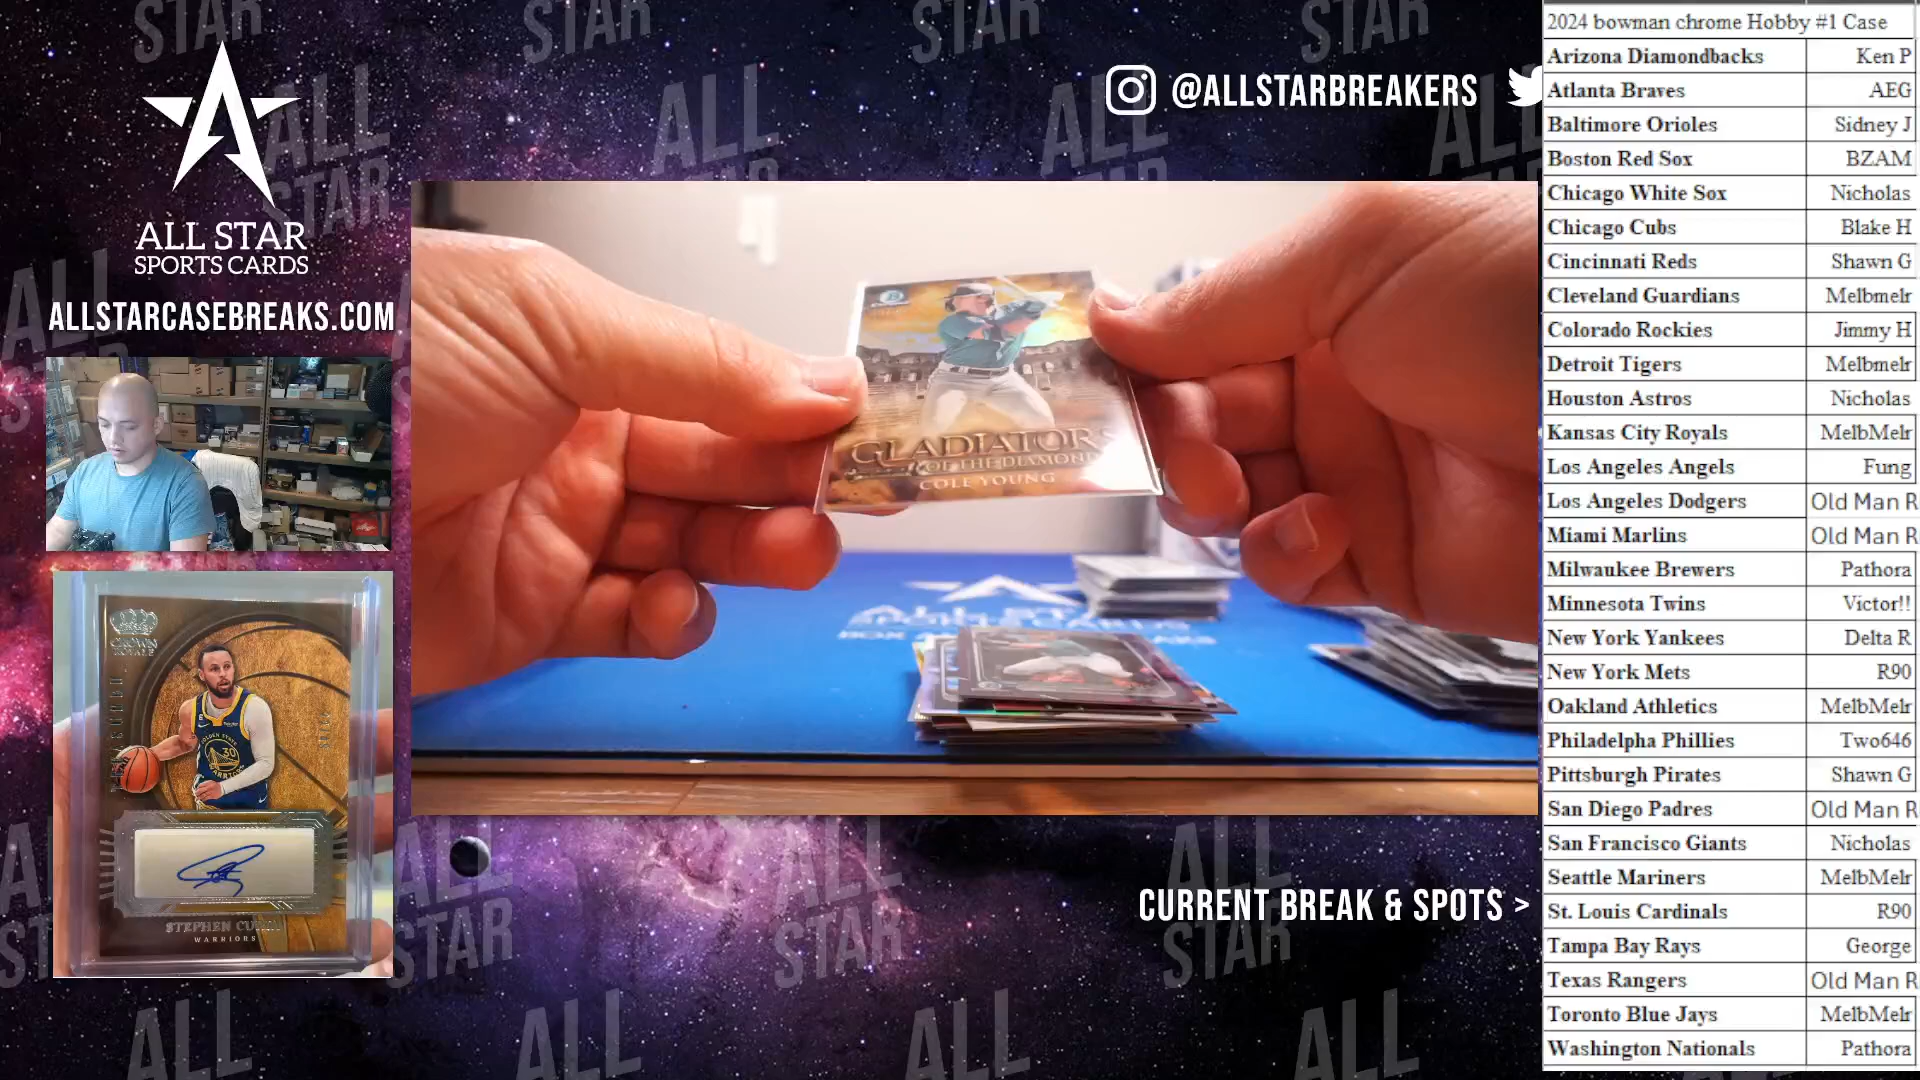 ALL STAR
SPORTS CARDS
ALLSTARCASEBREAKS.COM
@ALLSTARBREAKERS
GLADIATORS
OF THE DIAMOND
COLE YOUNG
CROWN
ROYALE
STEPHEN
WARRIORS
CURRENT BREAK & SPOTS >
2024 bowman chrome Hobby #1 Case
Arizona Diamondbacks Ken P
Atlanta Braves AEG
Baltimore Orioles Sidney J
Boston Red Sox BZAM
Chicago White Sox Nicholas
Chicago Cubs Blake H
Cincinnati Reds Shawn G
Cleveland Guardians Melbmelr
Colorado Rockies Jimmy H
Detroit Tigers Melbmelr
Houston Astros Nicholas
Kansas City Royals MelbMelr
Los Angeles Angels Fung
Los Angeles Dodgers Old Man R
Miami Marlins Old Man R
Milwaukee Brewers Pathora
Minnesota Twins Victor!!
New York Yankees Delta R
New York Mets R90
Oakland Athletics MelbMelr
Philadelpha Phillies Two646
Pittsburgh Pirates Shawn G
San Diego Padres Old Man R
San Francisco Giants Nicholas
Seattle Mariners MelbMelr
St. Louis Cardinals R90
Tampa Bay Rays George
Texas Rangers Old Man R
Toronto Blue Jays MelbMelr
Washington Nationals Pathora